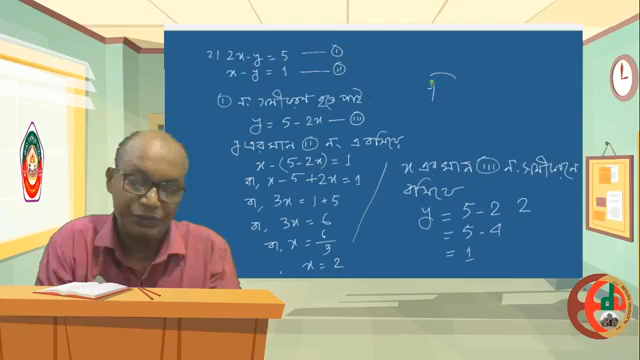 ২। 2x-y = 5 —— (i)
x-y = 1 —— (ii)
(i) নং সমীকরণ হতে পাই
y = 5-2x —— (iii)
y এর মান (ii) নং এ বসিয়ে
x-(5-2x) = 1
বা, x-5+2x = 1
বা, 3x = 1+5
বা, 3x = 6
বা, x = 6/3
∴ x = 2
x এর মান (iii) নং সমীকরণে
বসিয়ে
y = 5-2 2
= 5-4
= 1